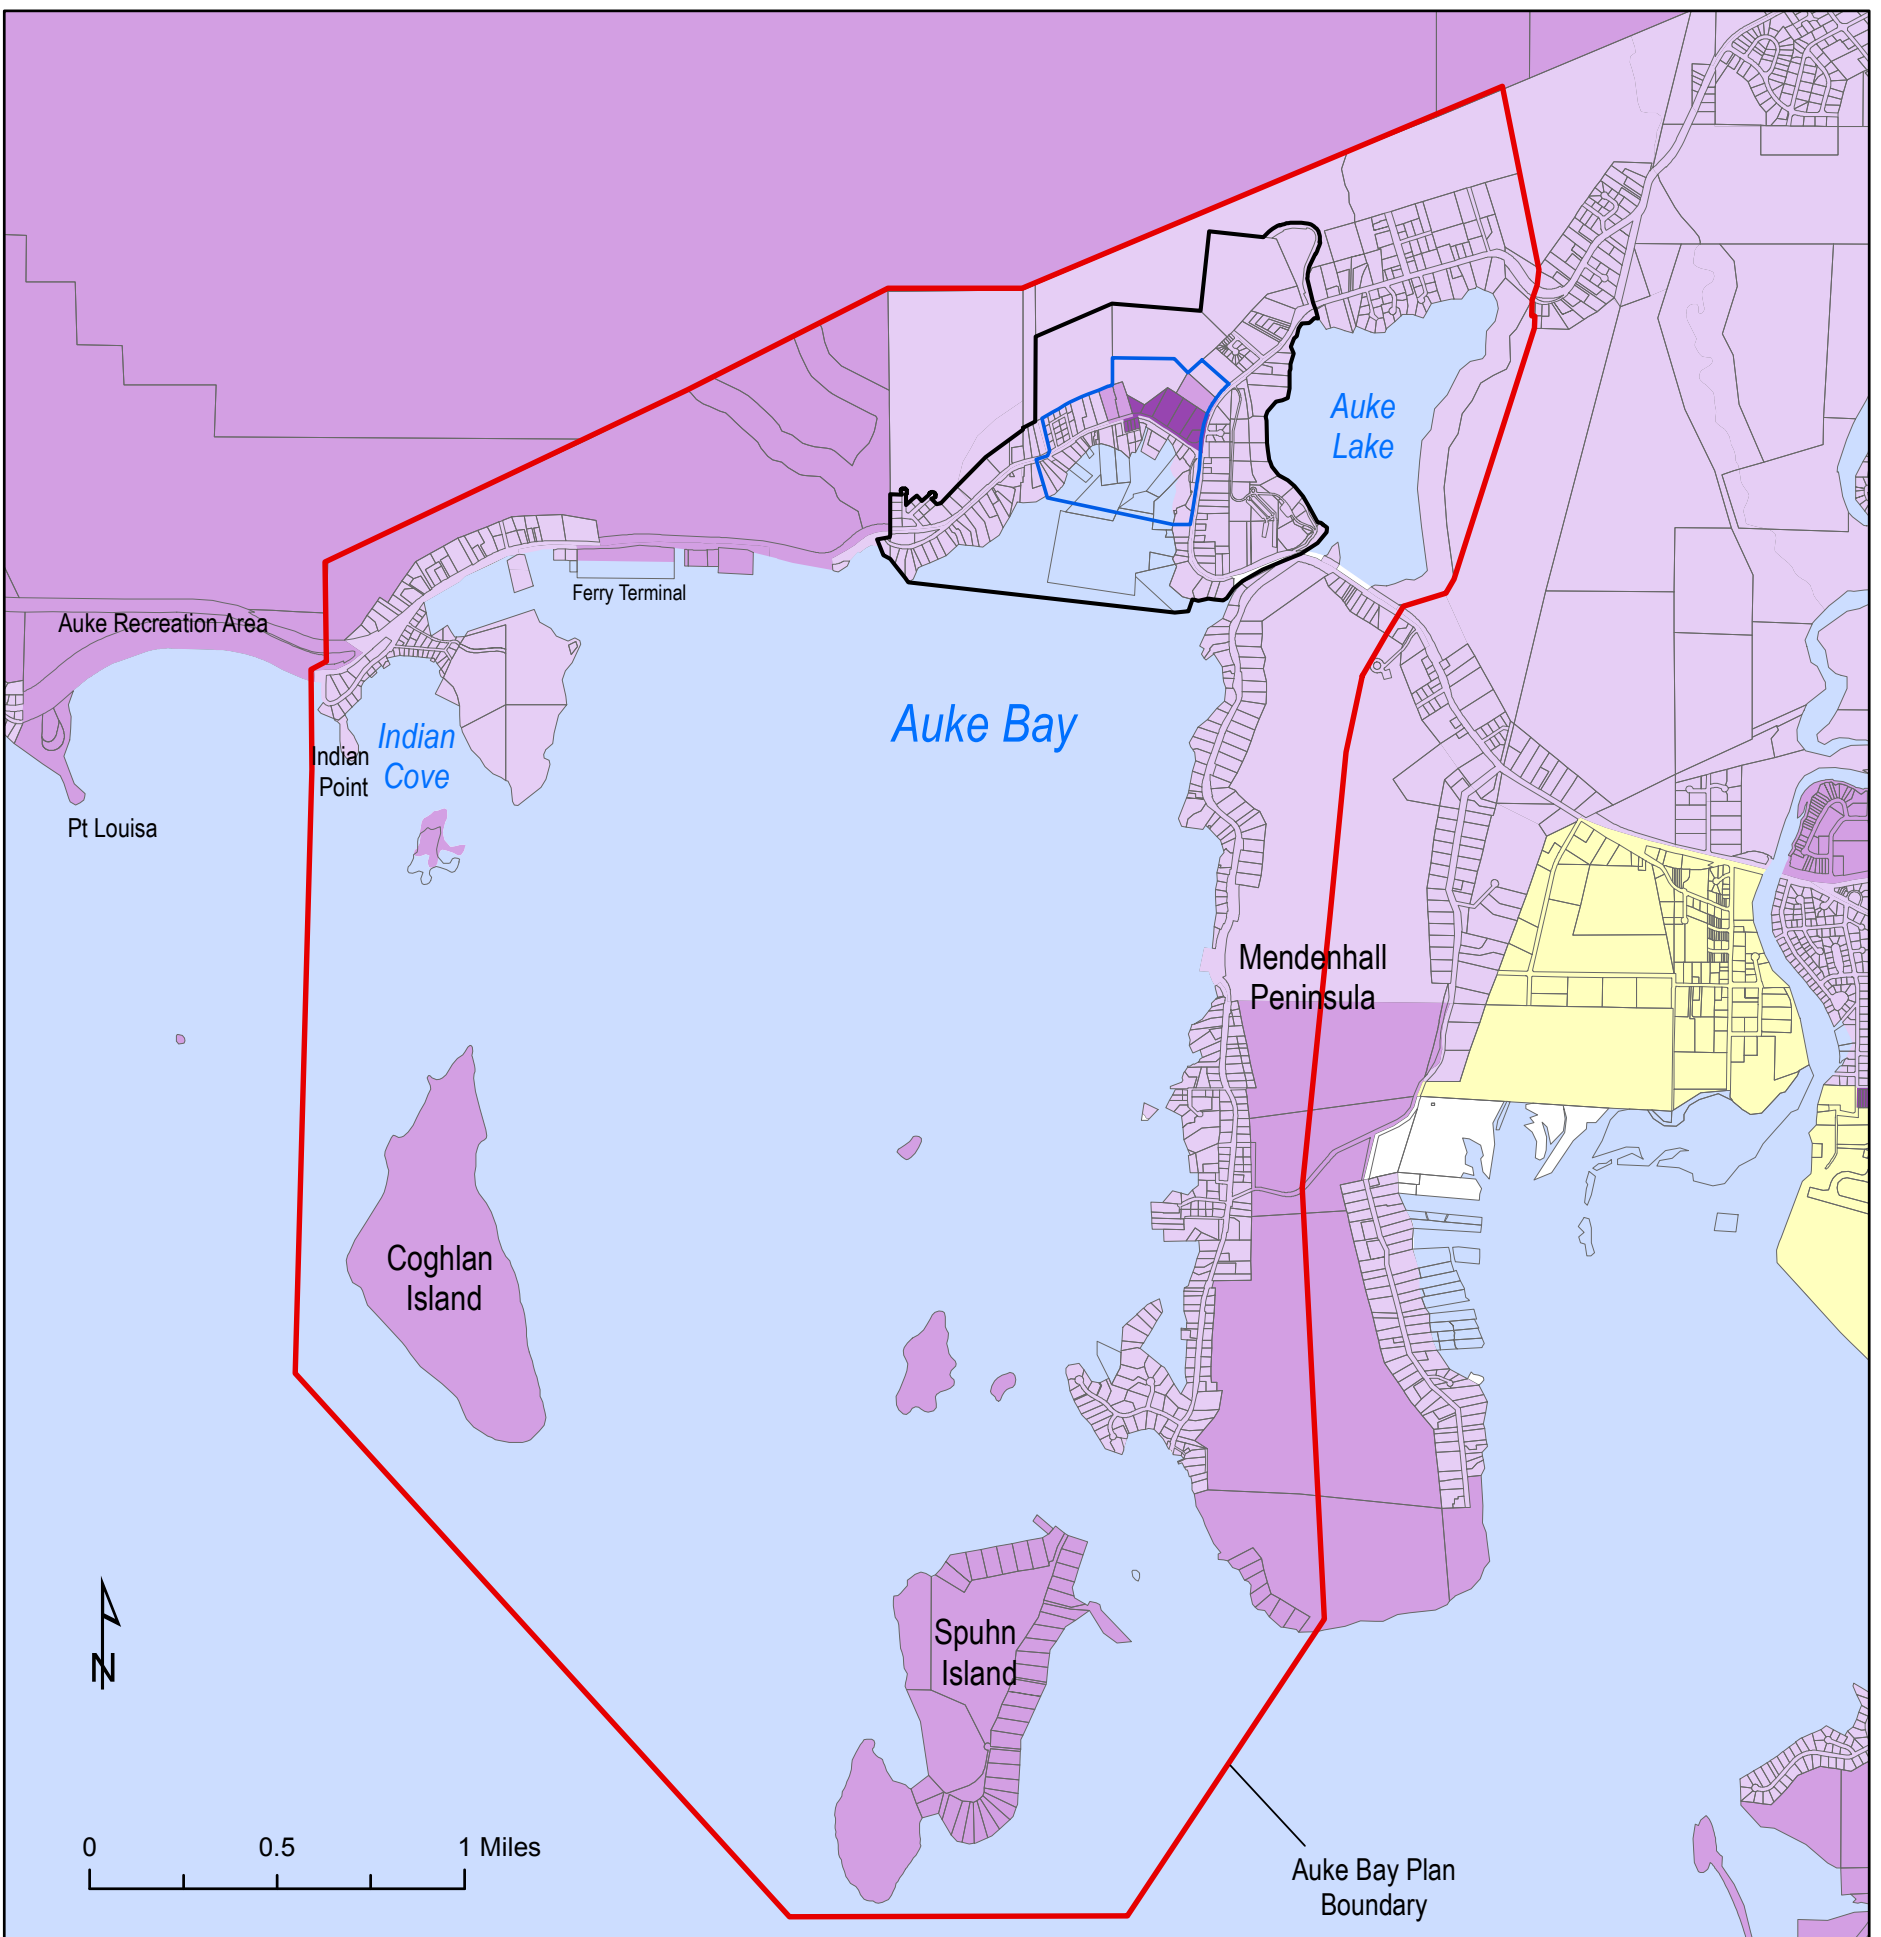 Auke
Lake
Ferry Terminal
Auke Recreation Area
Auke Bay
Indian
Cove
Indian
Point
Pt Louisa
Mendenhall
Peninsula
Coghlan
Island
Spuhn
Island
N
0 0.5 1 Miles
Auke Bay Plan
Boundary